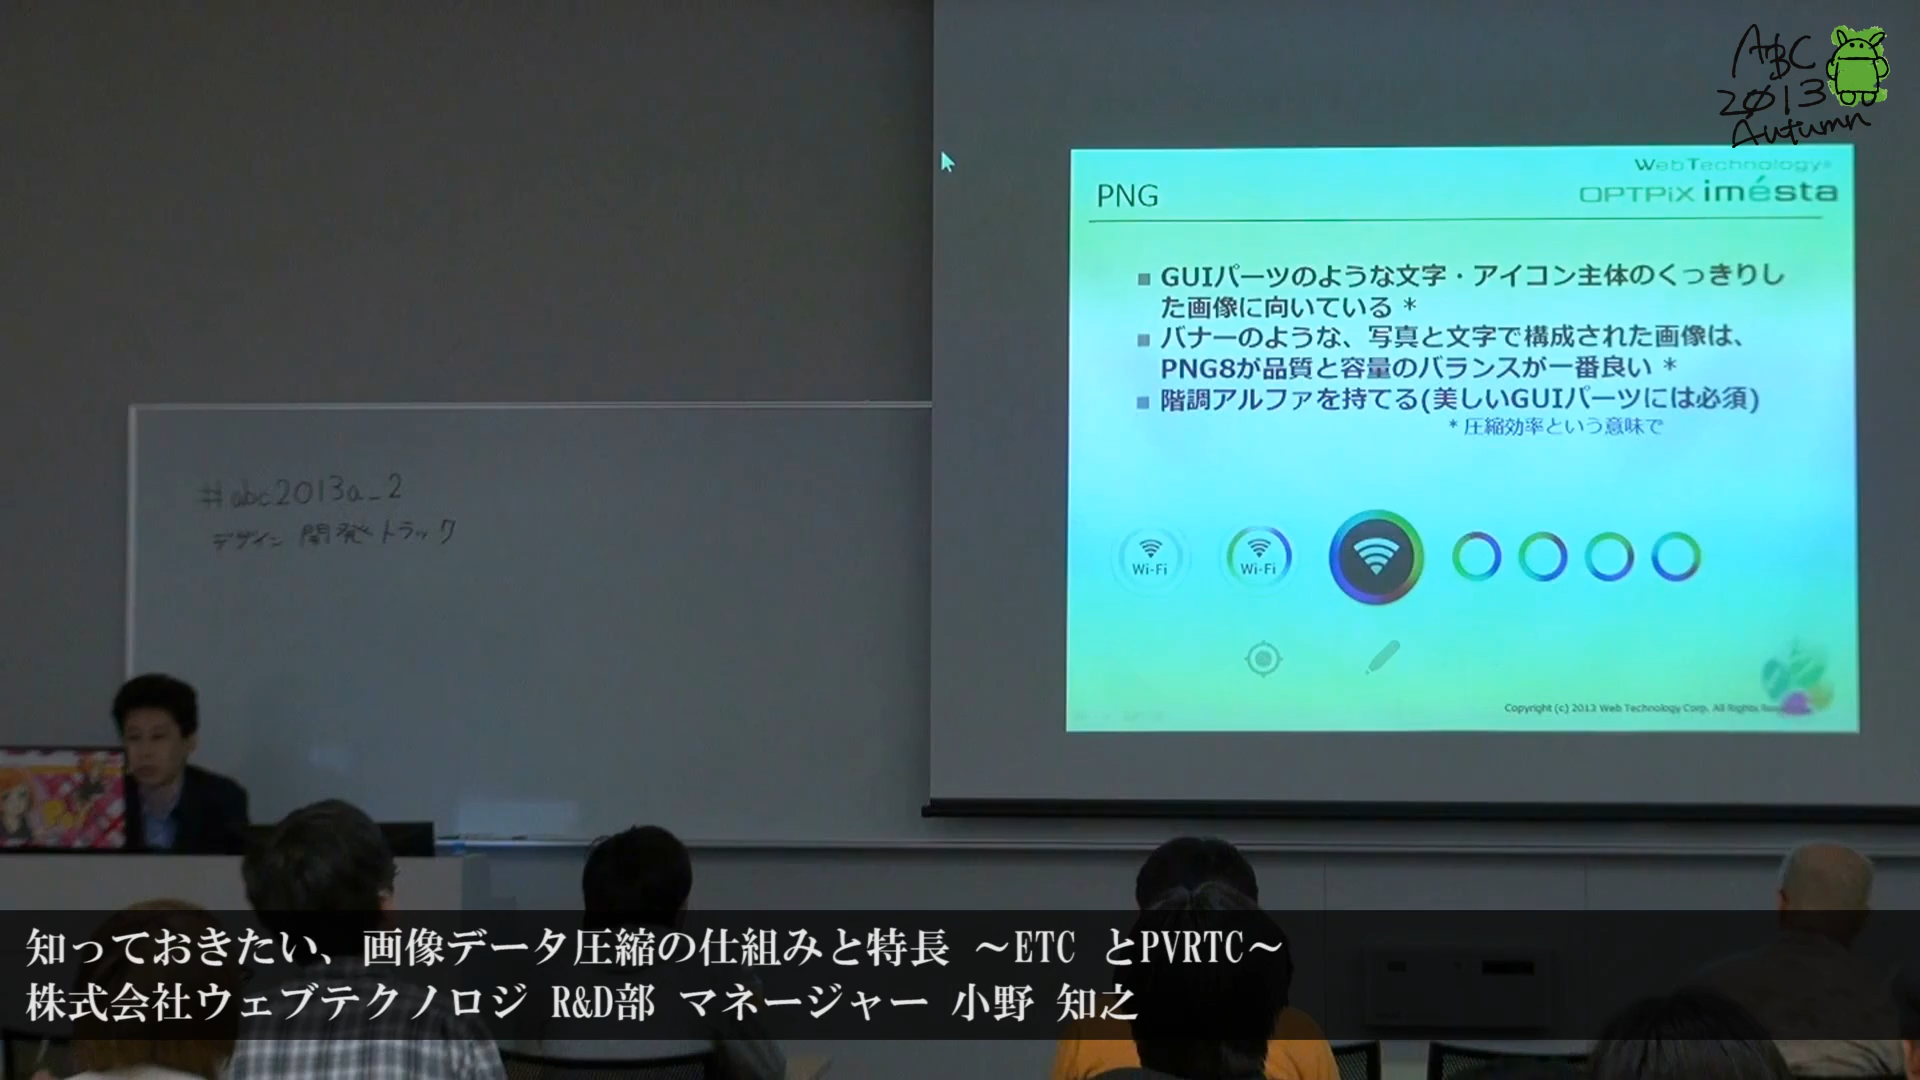 ABC
2013
Autumn
WebTechnology
OPTPiX imésta
PNG
■ GUIパーツのような文字・アイコン主体のくっきりし
た画像に向いている *
■ バナーのような、写真と文字で構成された画像は、
PNG8が品質と容量のバランスが一番良い *
■ 階調アルファを持てる(美しいGUIパーツには必須)
* 圧縮効率という意味で
Wi-Fi
Wi-Fi
Copyright (c) 2013 Web Technology Corp. All Rights
#abc2013a_2
デザイン 開発トラック
知っておきたい、画像データ圧縮の仕組みと特長 ～ETC とPVRTC～
株式会社ウェブテクノロジ R&D部 マネージャー 小野 知之